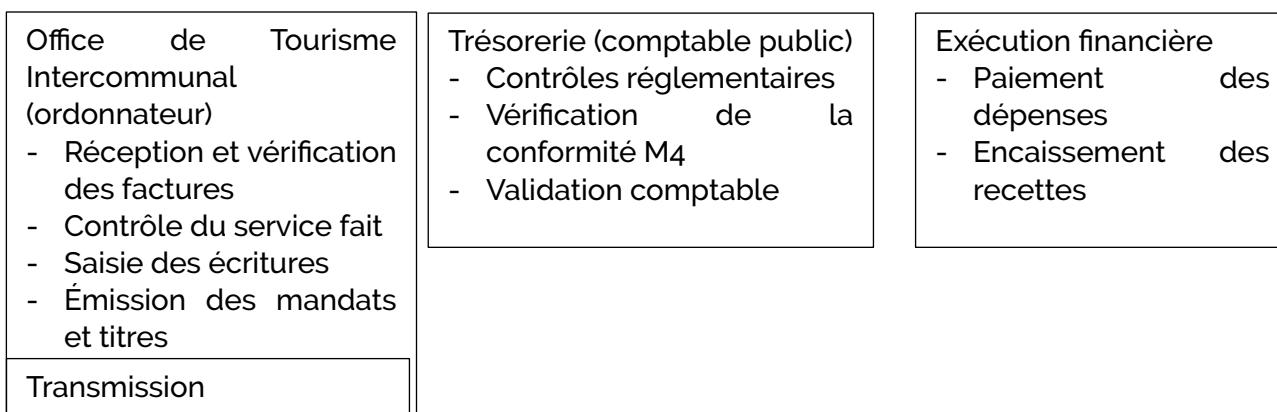 Office de Tourisme
Intercommunal
(ordonnateur)
- Réception et vérification
des factures
- Contrôle du service fait
- Saisie des écritures
- Émission des mandats
et titres
Transmission
Trésorerie (comptable public)
- Contrôles réglementaires
- Vérification de la
conformité M4
- Validation comptable
Exécution financière
- Paiement des
dépenses
- Encaissement des
recettes